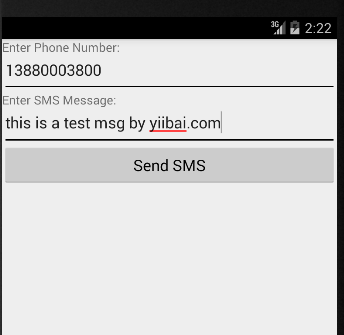 3G 2:22
Enter Phone Number:
13880003800
Enter SMS Message:
this is a test msg by yiibai.com
Send SMS